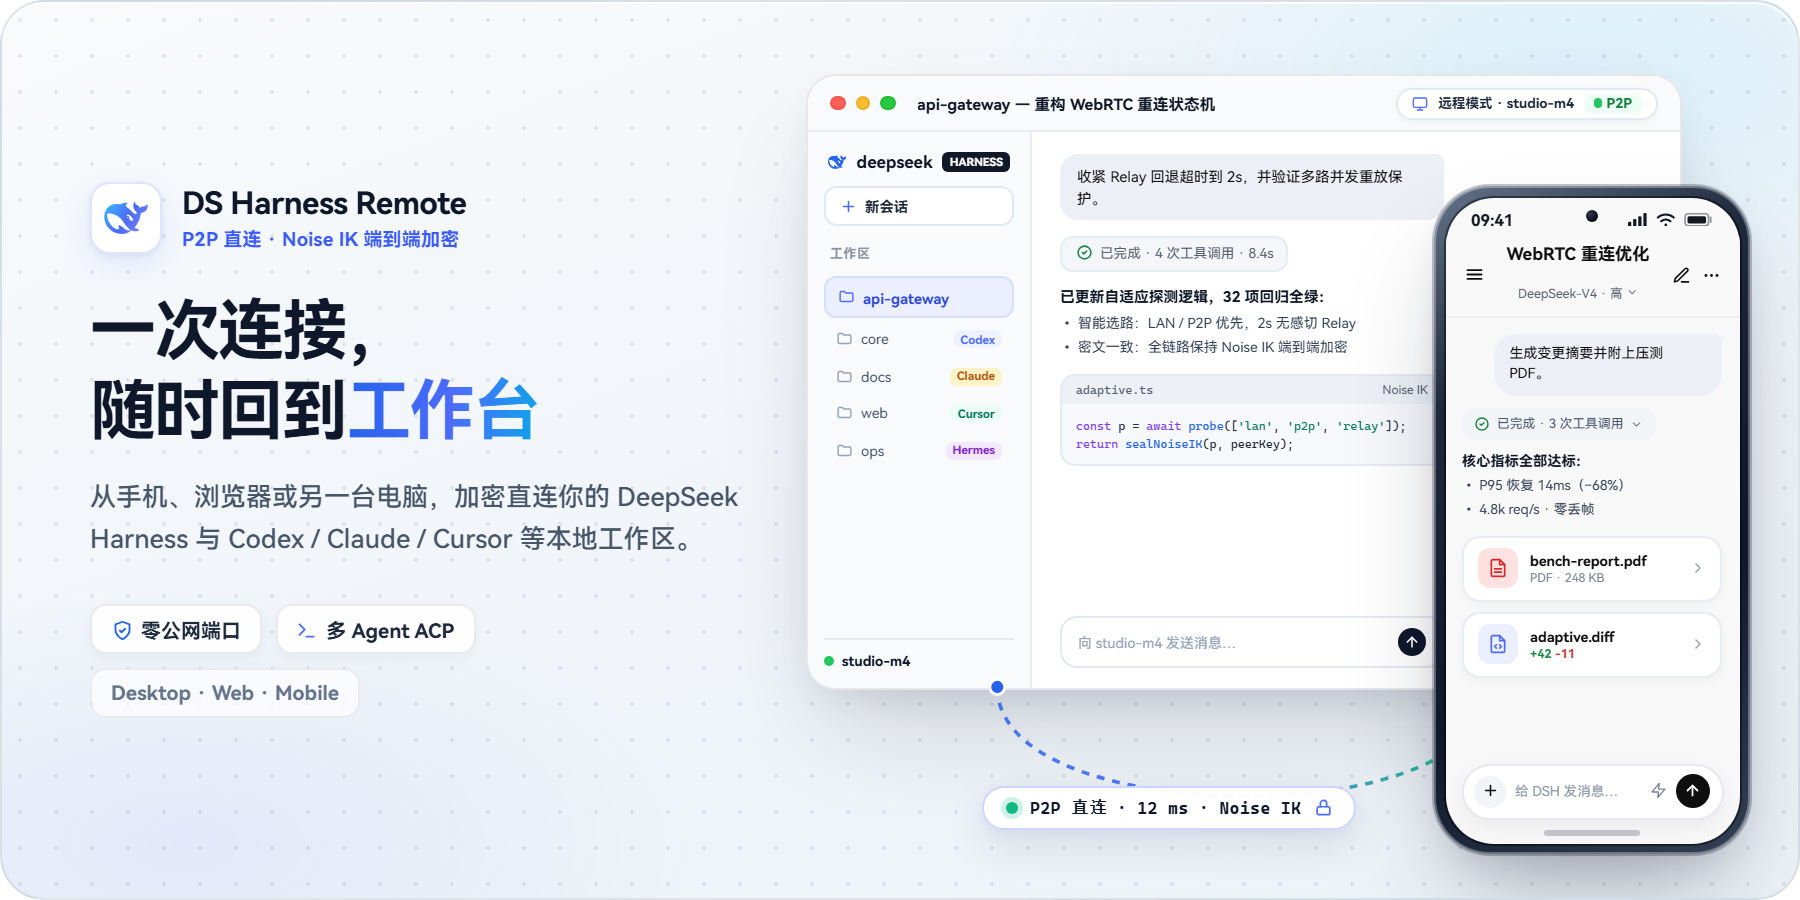 DS Harness Remote
P2P 直连 · Noise IK 端到端加密
一次连接，
随时回到工作台
从手机、浏览器或另一台电脑，加密直连你的 DeepSeek
Harness 与 Codex / Claude / Cursor 等本地工作区。
零公网端口
多 Agent ACP
Desktop · Web · Mobile
api-gateway — 重构 WebRTC 重连状态机
远程模式 · studio-m4
P2P
deepseek HARNESS
新会话
工作区
api-gateway
core Codex
docs Claude
web Cursor
ops Hermes
studio-m4
收紧 Relay 回退超时到 2s，并验证多路并发重放保
护。
已完成 · 4 次工具调用 · 8.4s
已更新自适应探测逻辑，32 项回归全绿：
• 智能选路：LAN / P2P 优先，2s 无感切 Relay
• 密文一致：全链路保持 Noise IK 端到端加密
adaptive.ts Noise IK
const p = await probe(['lan', 'p2p', 'relay']);
return sealNoiseIK(p, peerKey);
向 studio-m4 发送消息...
P2P 直连 · 12 ms · Noise IK
09:41
WebRTC 重连优化
DeepSeek-V4 · 高
生成变更摘要并附上压测
PDF。
已完成 · 3 次工具调用
核心指标全部达标：
• P95 恢复 14ms（−68%）
• 4.8k req/s · 零丢帧
bench-report.pdf
PDF · 248 KB
adaptive.diff
+42 -11
给 DSH 发消息...